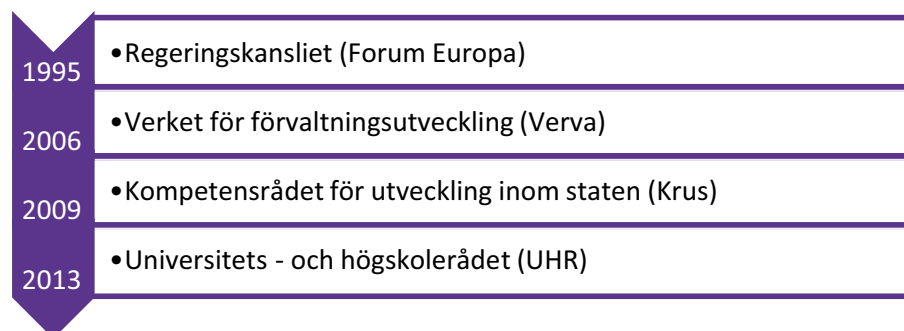 1995
•Regeringskansliet (Forum Europa)
2006
•Verket för förvaltningsutveckling (Verva)
2009
•Kompetensrådet för utveckling inom staten (Krus)
2013
•Universitets - och högskolerådet (UHR)